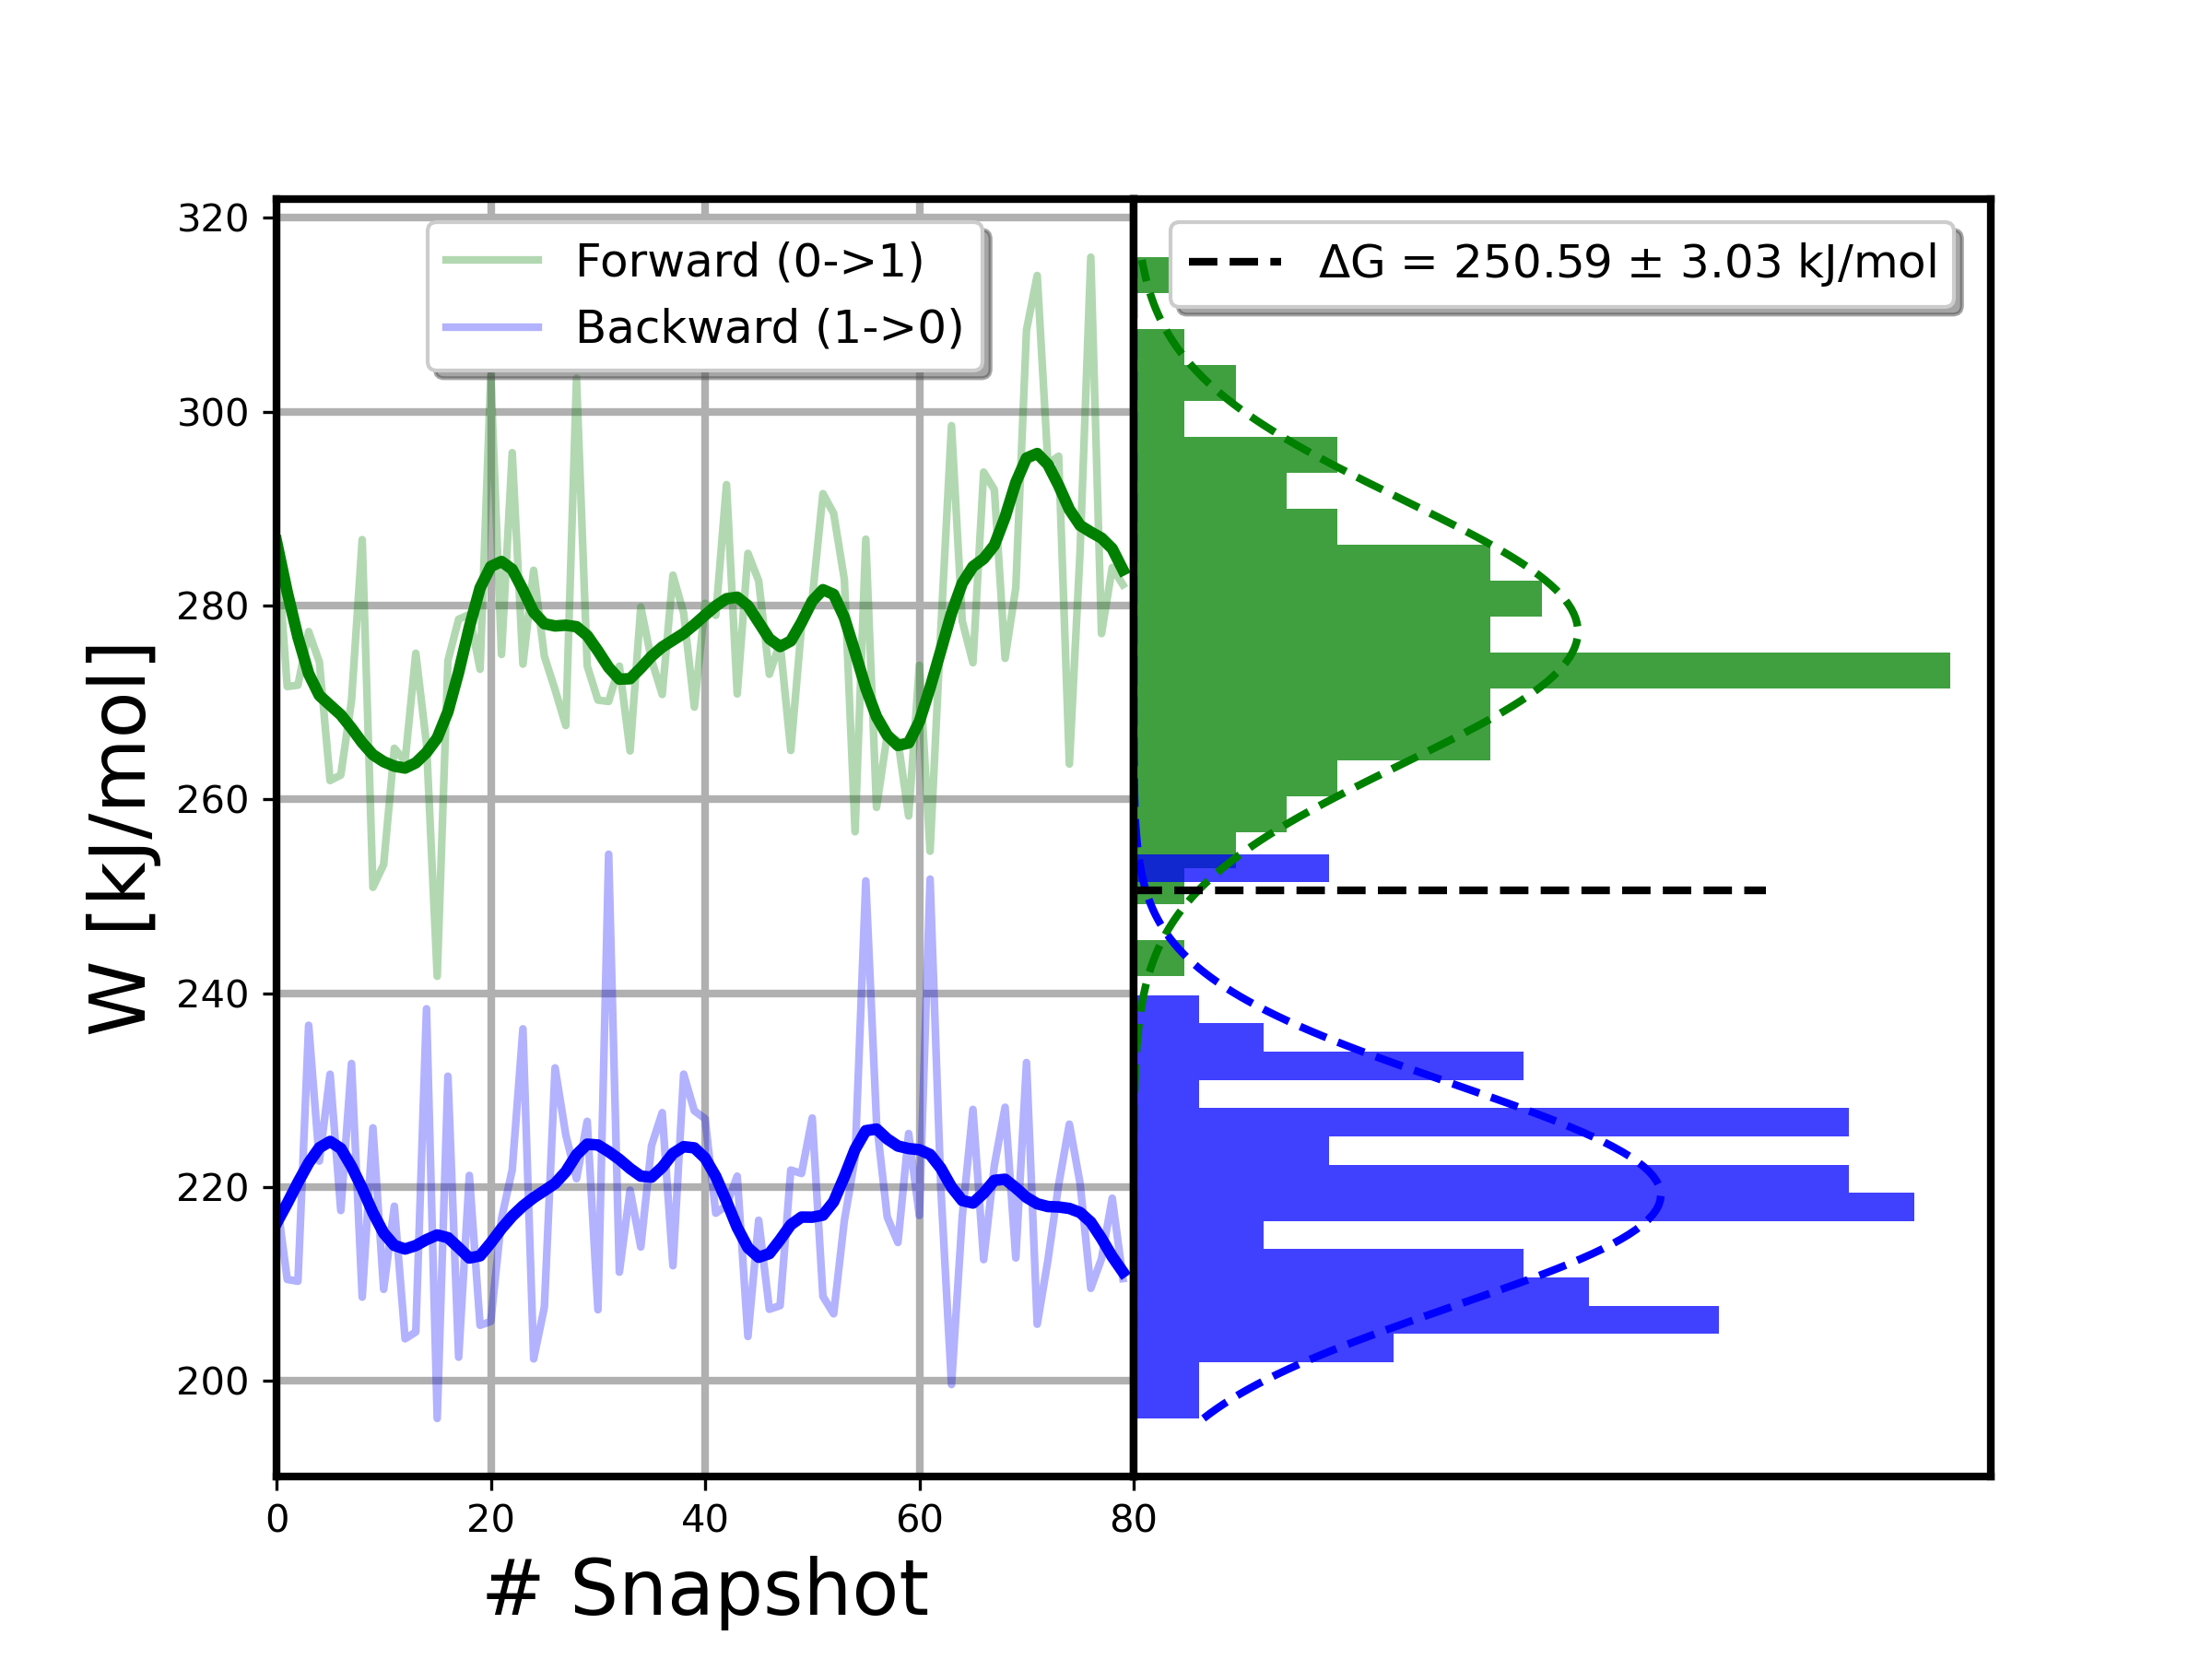 320
300
280
260
240
220
200
W [kJ/mol]
Forward (0->1)
Backward (1->0)
ΔG = 250.59 ± 3.03 kJ/mol
0 20 40 60 80
# Snapshot